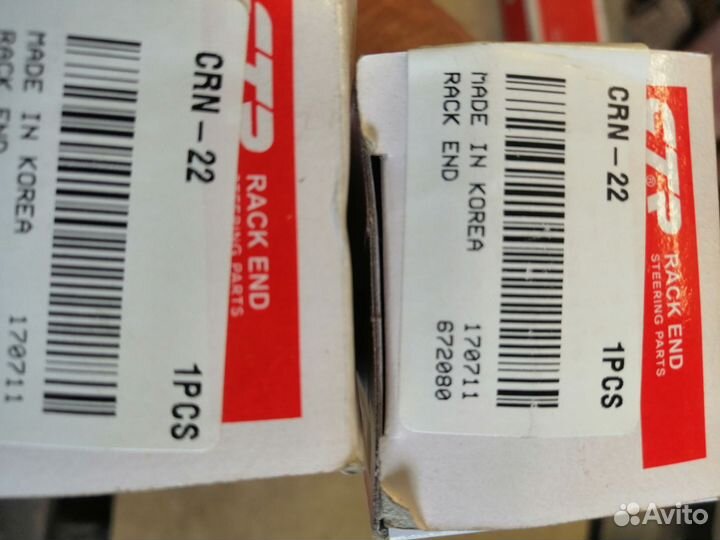 CTR
RACK END
STEERING PARTS
CRN-22 1PCS
MADE IN KOREA 170711
RACK END
CTR®
RACK END
STEERING PARTS
CRN-22 1PCS
MADE IN KOREA 170711
RACK END 672080
Avito